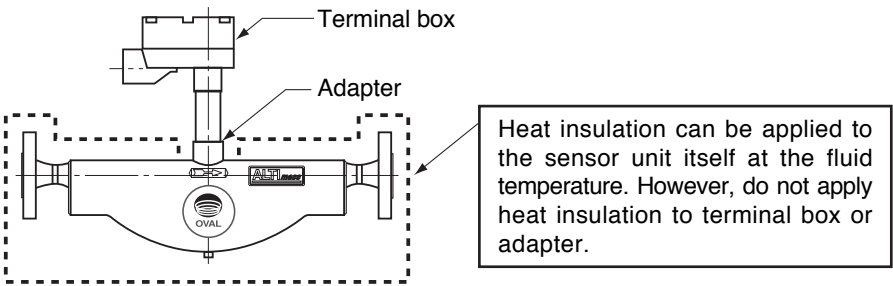 Terminal box
Adapter
Heat insulation can be applied to
the sensor unit itself at the fluid
temperature. However, do not apply
heat insulation to terminal box or
adapter.
ALTI mass
OVAL